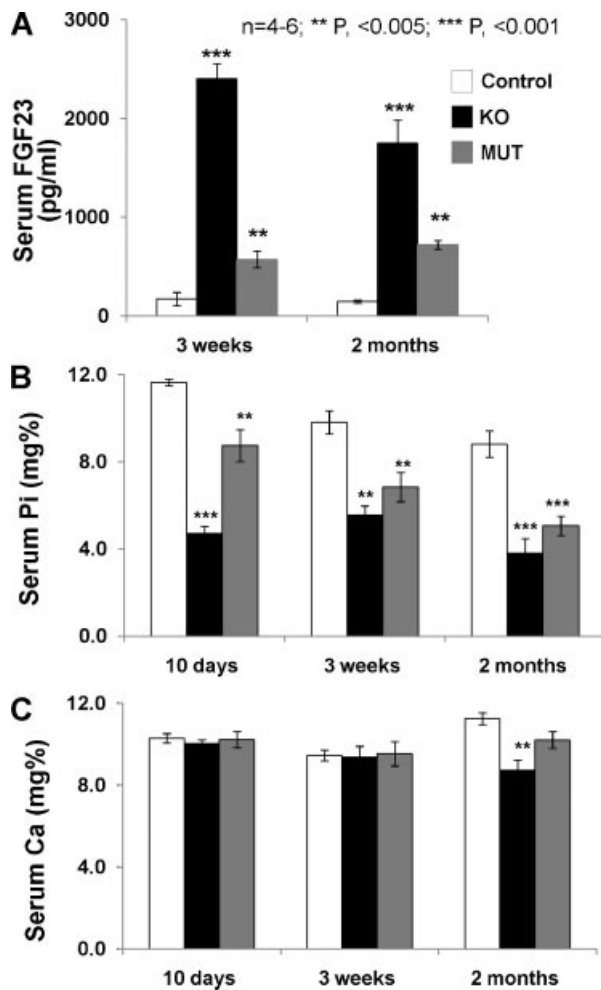 A
n=4-6; ** P, <0.005; *** P, <0.001
Serum FGF23
(pg/ml)
3000
2000
1000
0
***
**
***
**
Control
KO
MUT
3 weeks
2 months
B
Serum Pi (mg%)
12.0
8.0
4.0
0.0
***
**
**
**
***
***
10 days
3 weeks
2 months
C
Serum Ca (mg%)
12.0
8.0
4.0
0.0
**
10 days
3 weeks
2 months